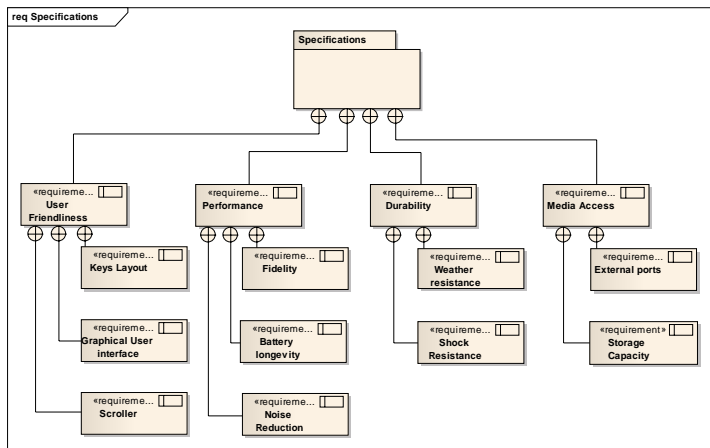 req Specifications
Specifications
«requireme...
User
Friendliness
«requireme...
Performance
«requireme...
Durability
«requireme...
Media Access
«requireme...
Keys Layout
«requireme...
Fidelity
«requireme...
Weather
resistance
«requireme...
External ports
«requireme...
Graphical User
interface
«requireme...
Battery
longevity
«requireme...
Shock
Resistance
«requirement»
Storage
Capacity
«requireme...
Scroller
«requireme...
Noise
Reduction